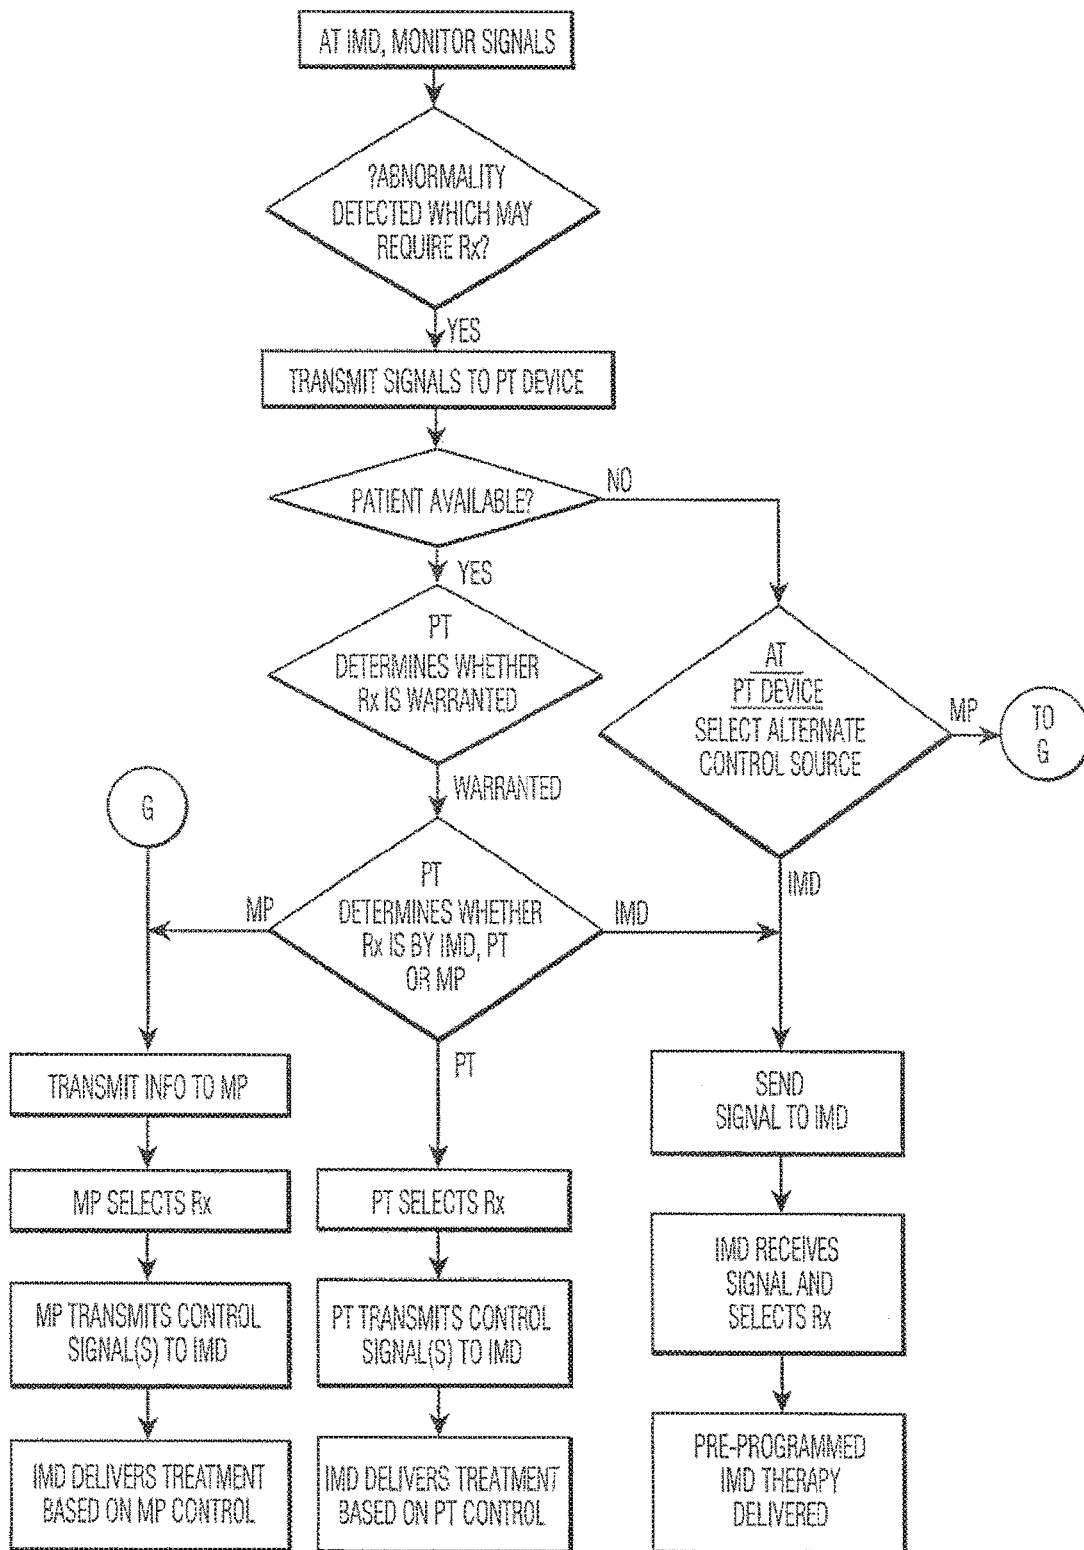 AT IMD, MONITOR SIGNALS
?ABNORMALITY
DETECTED WHICH MAY
REQUIRE Rx?
YES
TRANSMIT SIGNALS TO PT DEVICE
PATIENT AVAILABLE?
NO
YES
PT
DETERMINES WHETHER
Rx IS WARRANTED
AT
PT DEVICE
SELECT ALTERNATE
CONTROL SOURCE
MP
TO
G
WARRANTED
G
IMD
PT
DETERMINES WHETHER
Rx IS BY IMD, PT
OR MP
MP
IMD
PT
TRANSMIT INFO TO MP
MP SELECTS Rx
MP TRANSMITS CONTROL
SIGNAL(S) TO IMD
IMD DELIVERS TREATMENT
BASED ON MP CONTROL
PT SELECTS Rx
PT TRANSMITS CONTROL
SIGNAL(S) TO IMD
IMD DELIVERS TREATMENT
BASED ON PT CONTROL
SEND
SIGNAL TO IMD
IMD RECEIVES
SIGNAL AND
SELECTS Rx
PRE-PROGRAMMED
IMD THERAPY
DELIVERED